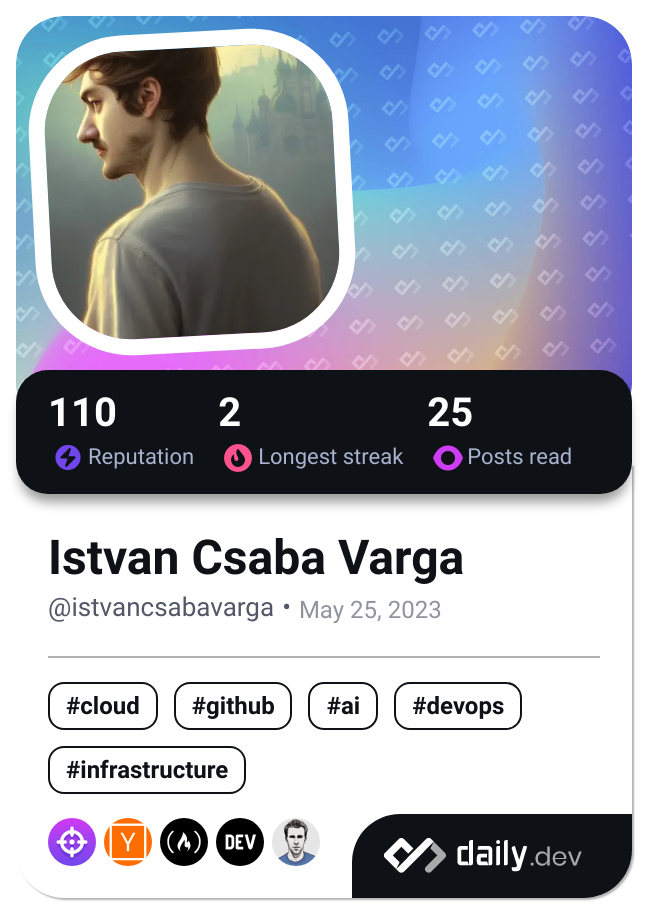 110 2 25
Reputation Longest streak Posts read
Istvan Csaba Varga
@istvancsabavarga • May 25, 2023
#cloud #github #ai #devops
#infrastructure
Y DEV
daily.dev